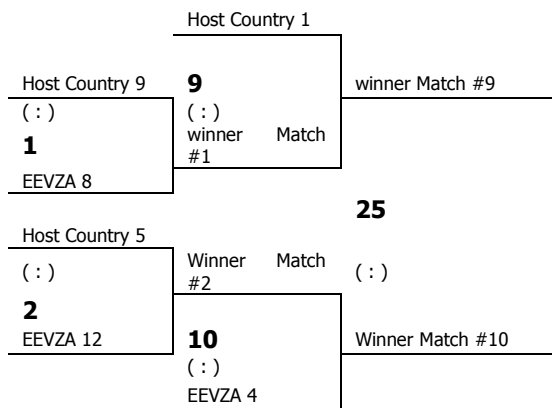 Host Country 1
Host Country 9
9
winner Match #9
( : )
( : )
1
winner Match
#1
EEVZA 8
25
Host Country 5
( : )
Winner Match
#2
( : )
2
EEVZA 12
10
Winner Match #10
( : )
EEVZA 4